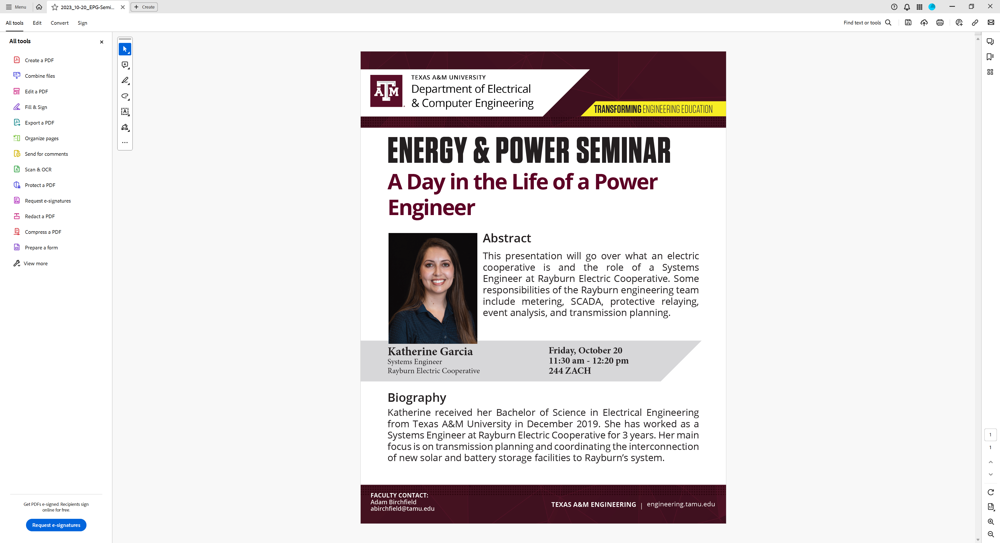 Menu
2023_10-20_EPG-Semi...
Create
All tools
Edit
Convert
Sign
Find text or tools
All tools
Create a PDF
Combine files
Edit a PDF
Fill & Sign
Export a PDF
Organize pages
Send for comments
Scan & OCR
Protect a PDF
Request e-signatures
Redact a PDF
Compress a PDF
Prepare a form
View more
Get PDFs e-signed. Recipients sign
online for free.
Request e-signatures
ATM
TEXAS A&M UNIVERSITY
Department of Electrical
& Computer Engineering
TRANSFORMING ENGINEERING EDUCATION
ENERGY & POWER SEMINAR
A Day in the Life of a Power
Engineer
Abstract
This presentation will go over what an electric
cooperative is and the role of a Systems
Engineer at Rayburn Electric Cooperative. Some
responsibilities of the Rayburn engineering team
include metering, SCADA, protective relaying,
event analysis, and transmission planning.
Katherine Garcia
Systems Engineer
Rayburn Electric Cooperative
Friday, October 20
11:30 am - 12:20 pm
244 ZACH
Biography
Katherine received her Bachelor of Science in Electrical Engineering
from Texas A&M University in December 2019. She has worked as a
Systems Engineer at Rayburn Electric Cooperative for 3 years. Her main
focus is on transmission planning and coordinating the interconnection
of new solar and battery storage facilities to Rayburn’s system.
FACULTY CONTACT:
Adam Birchfield
abirchfield@tamu.edu
TEXAS A&M ENGINEERING | engineering.tamu.edu
1
1